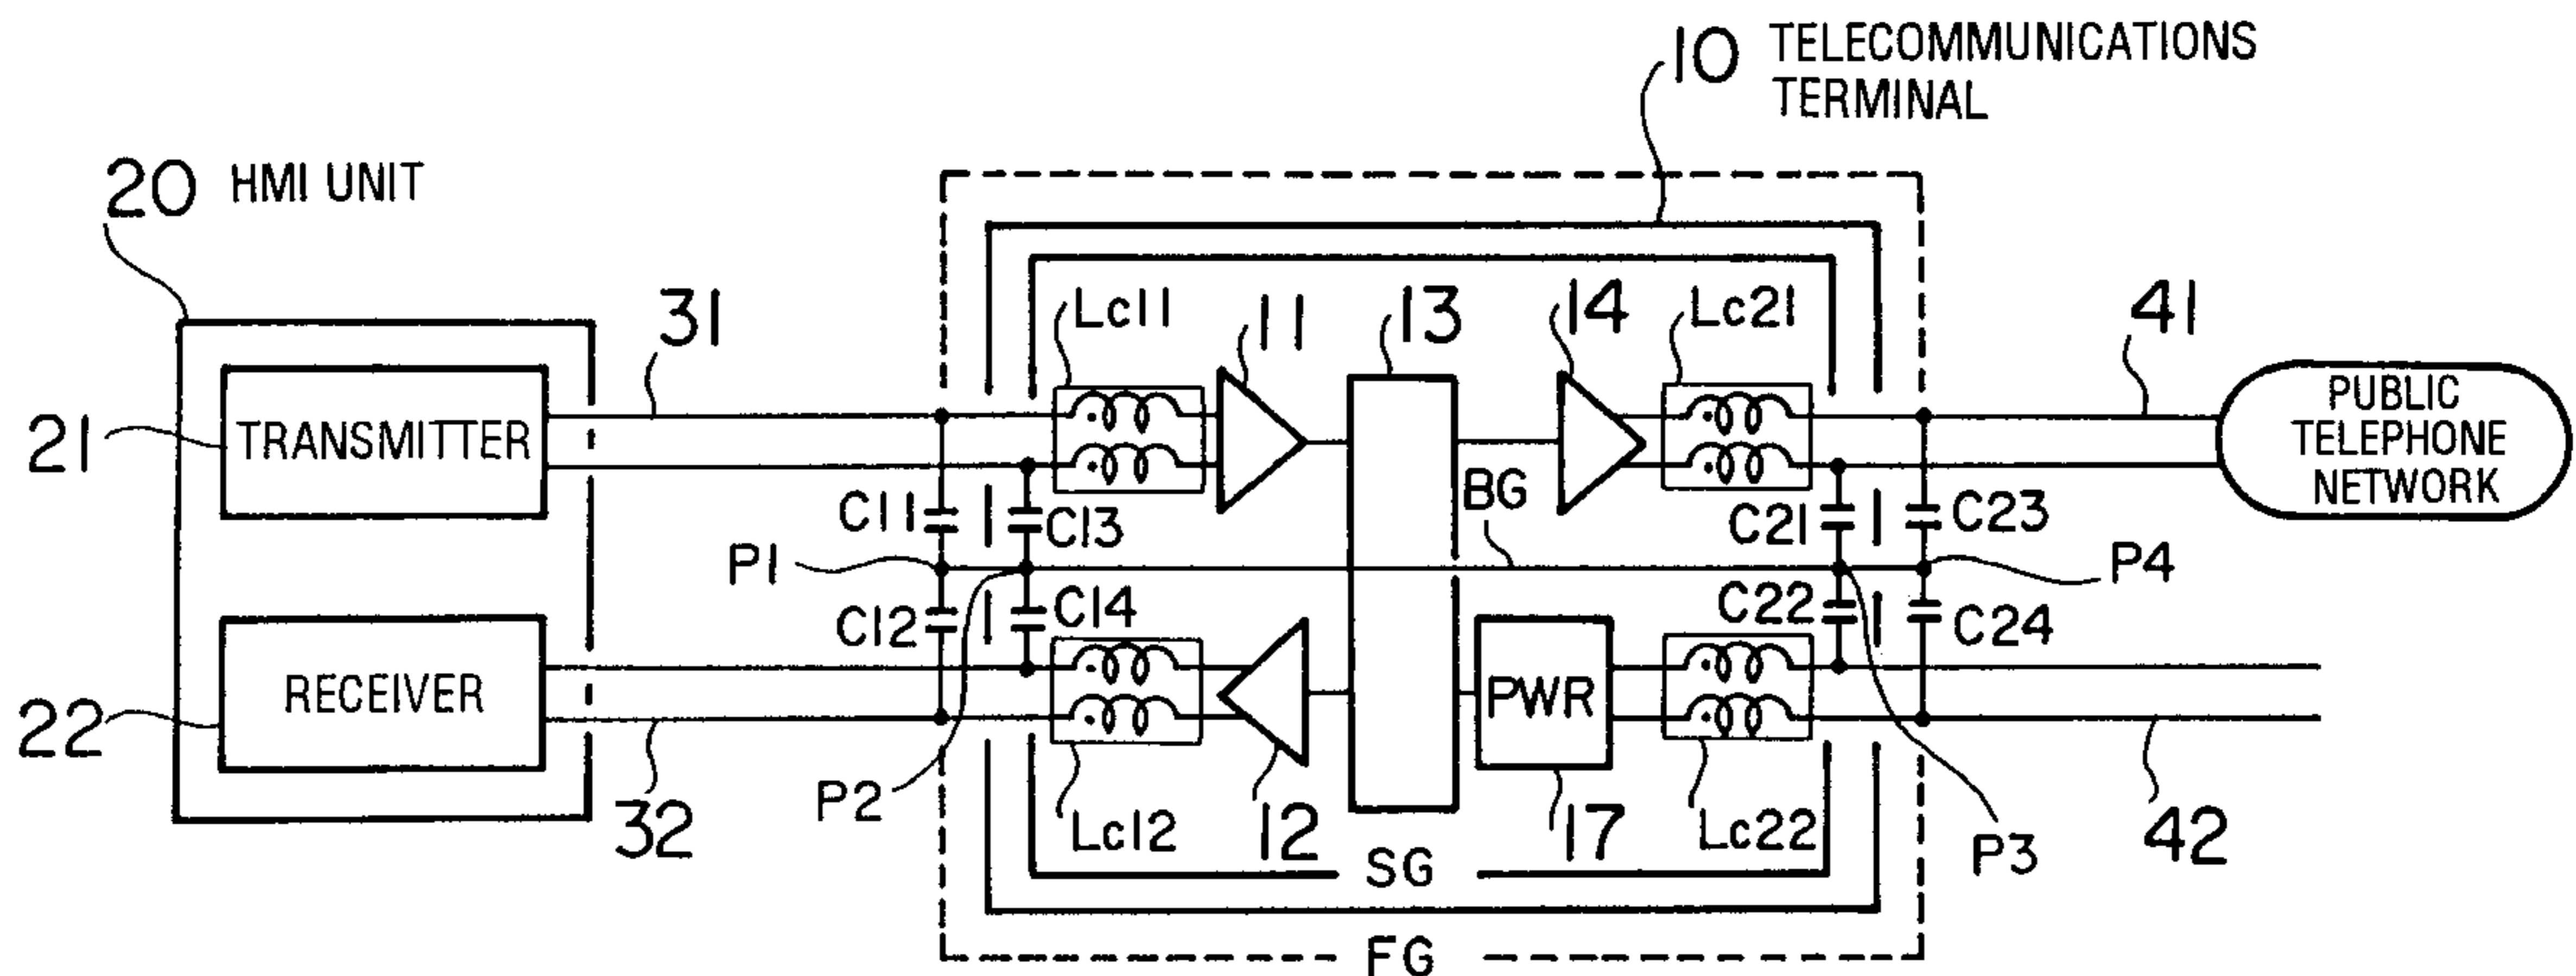 10 TELECOMMUNICATIONS
TERMINAL
20 HMI UNIT
31
Lc11
11
13
14
Lc21
41
21
TRANSMITTER
PUBLIC
TELEPHONE
NETWORK
C11
C13
BG
C21
C23
P1
P4
C12
C14
C22
C24
22
RECEIVER
PWR
P2
32
Lc12
12
17
Lc22
P3
42
SG
FG